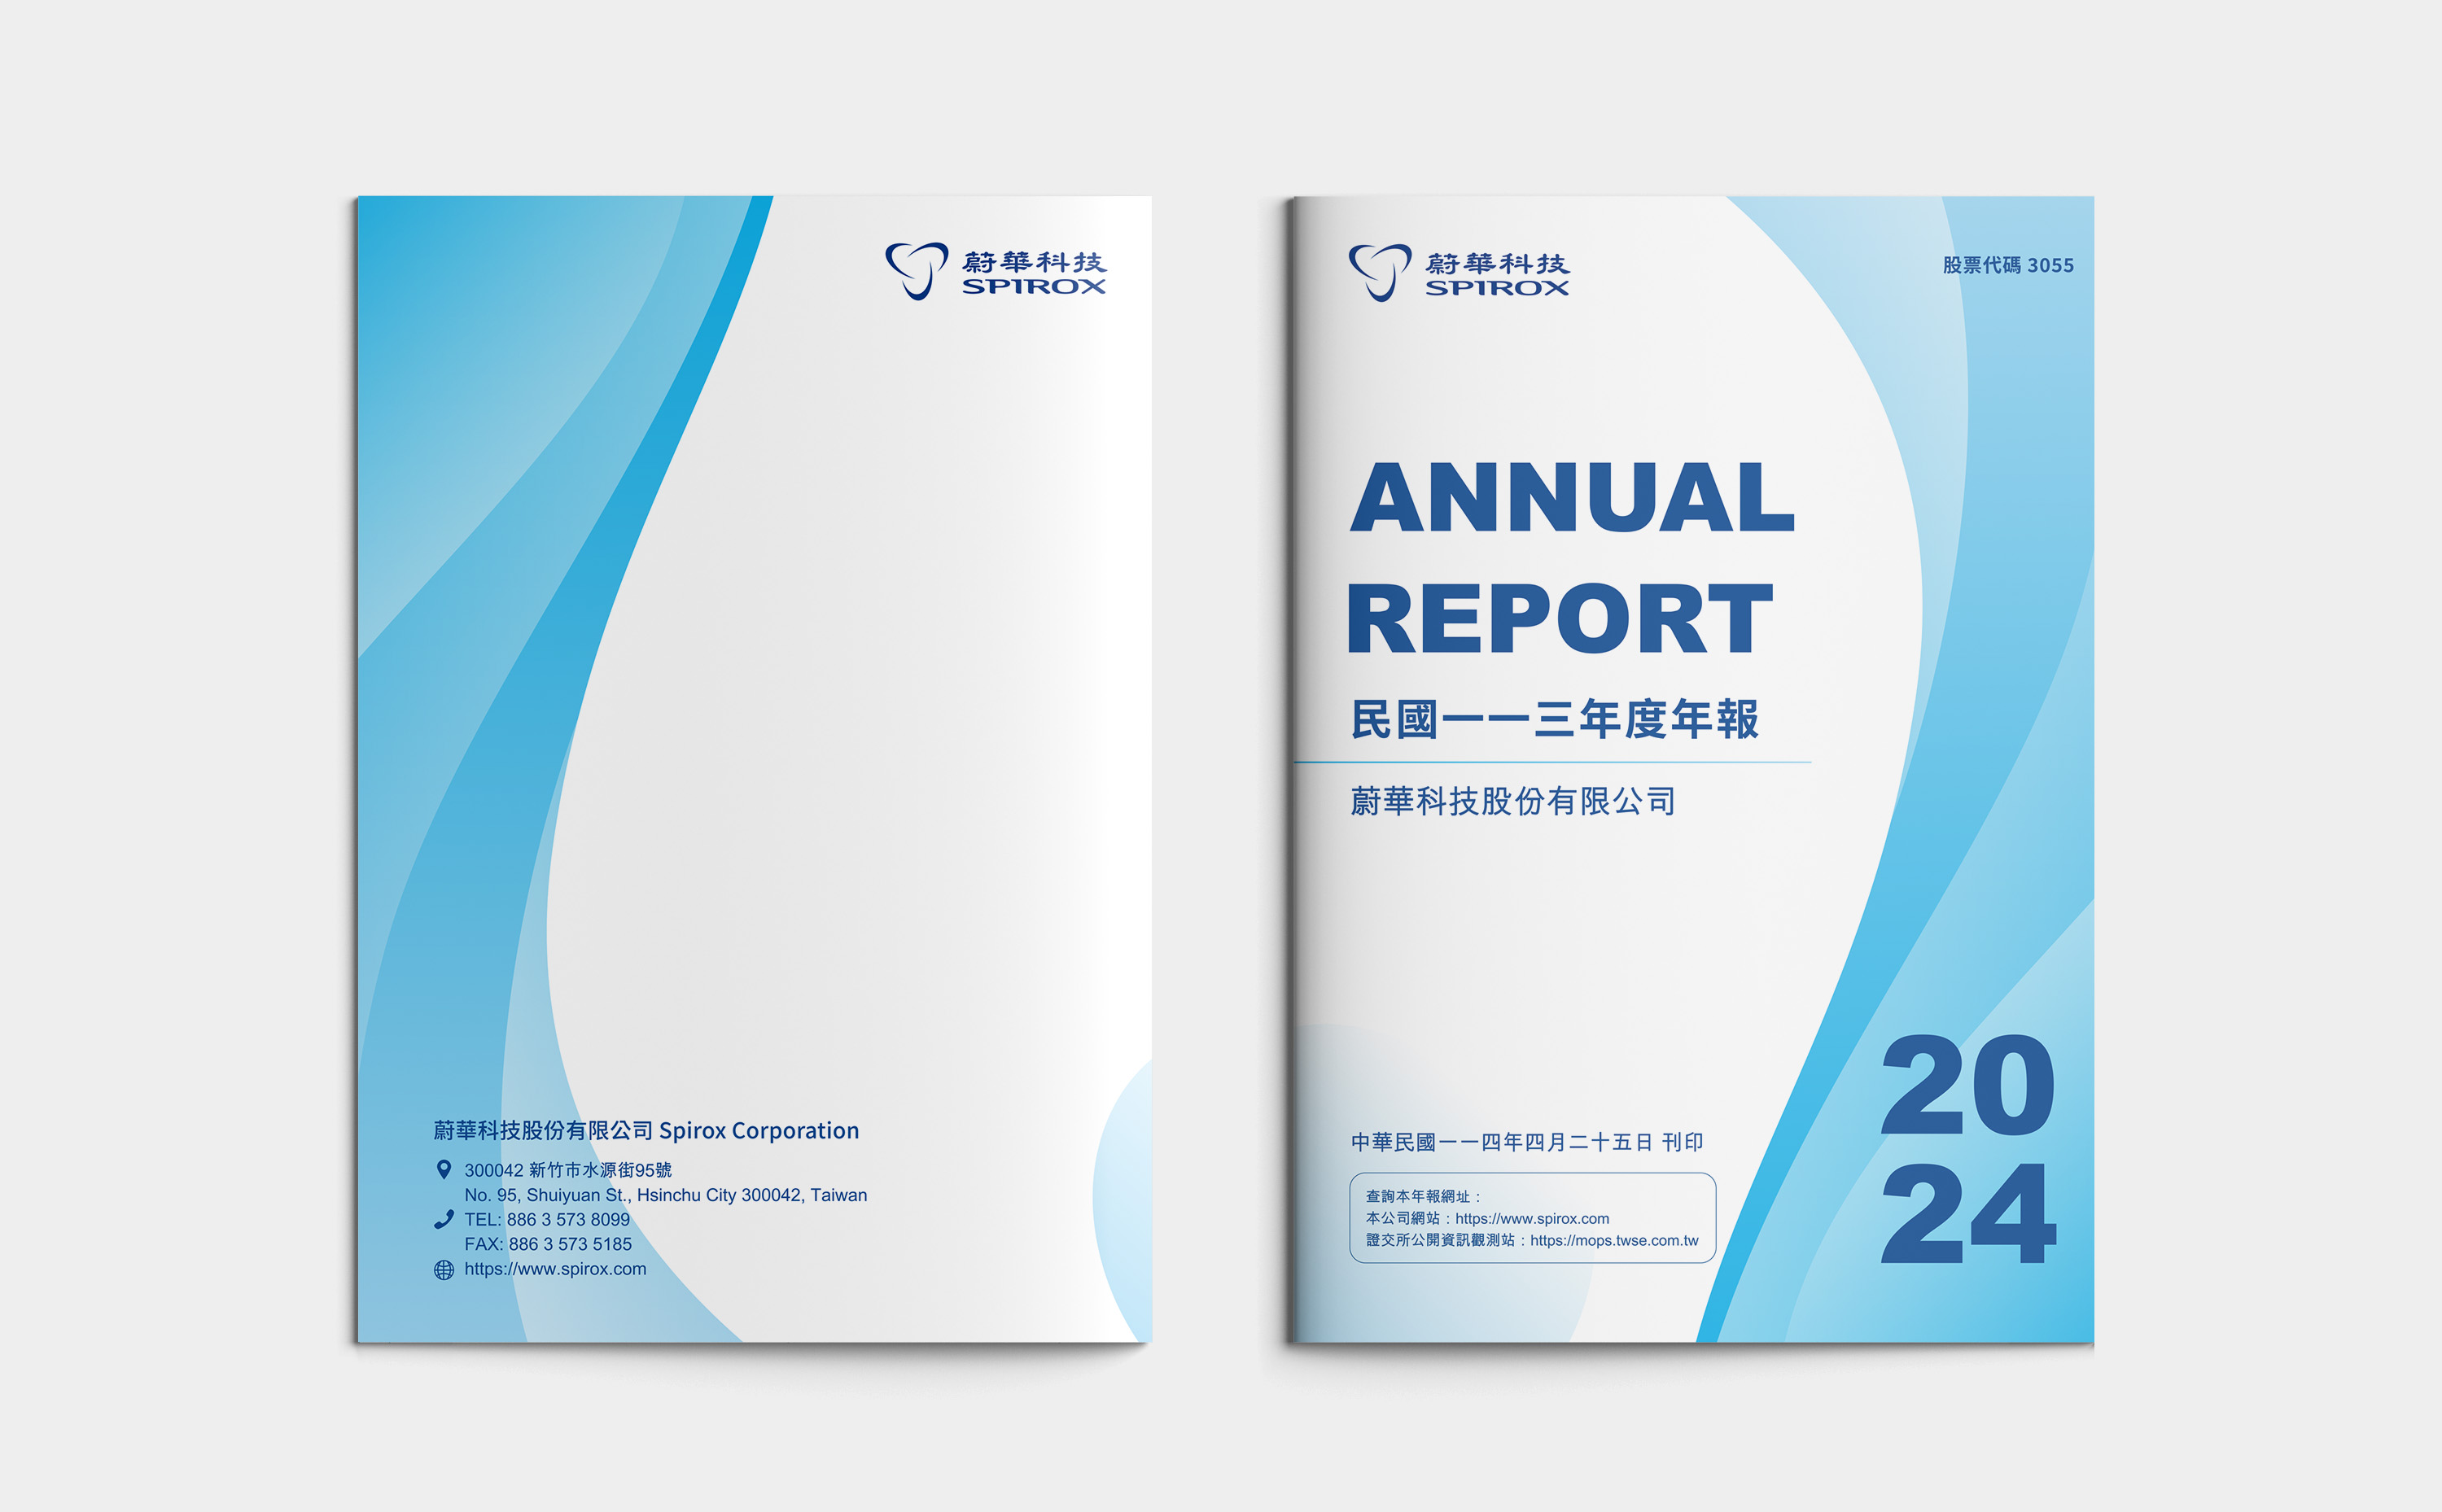 蔚華科技
SPIROX
蔚華科技股份有限公司 Spirox Corporation
300042 新竹市水源街95號
No. 95, Shuiyuan St., Hsinchu City 300042, Taiwan
TEL: 886 3 573 8099
FAX: 886 3 573 5185
https://www.spirox.com
蔚華科技
SPIROX
股票代碼 3055
ANNUAL
REPORT
民國一一三年度年報
蔚華科技股份有限公司
20
24
中華民國一一四年四月二十五日 刊印
查詢本年報網址：
本公司網站：https://www.spirox.com
證交所公開資訊觀測站：https://mops.twse.com.tw